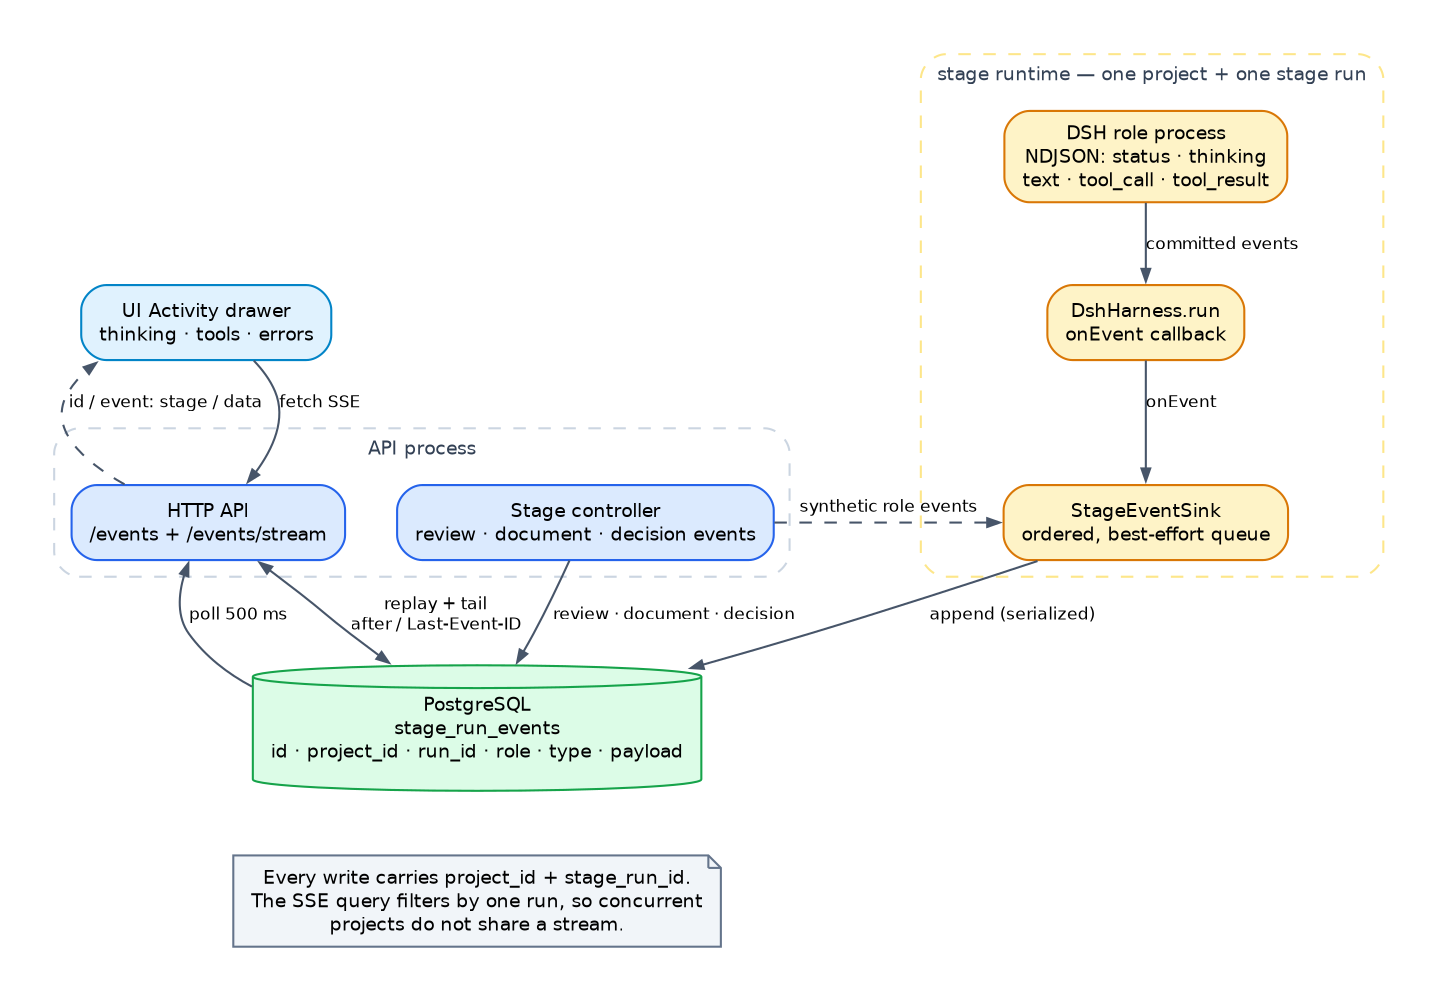 stage runtime — one project + one stage run
DSH role process
NDJSON: status · thinking
text · tool_call · tool_result
committed events
UI Activity drawer
thinking · tools · errors
DshHarness.run
onEvent callback
id / event: stage / data
fetch SSE
onEvent
API process
HTTP API
/events + /events/stream
Stage controller
review · document · decision events
synthetic role events
StageEventSink
ordered, best-effort queue
poll 500 ms
replay + tail
after / Last-Event-ID
review · document · decision
append (serialized)
PostgreSQL
stage_run_events
id · project_id · run_id · role · type · payload
Every write carries project_id + stage_run_id.
The SSE query filters by one run, so concurrent
projects do not share a stream.